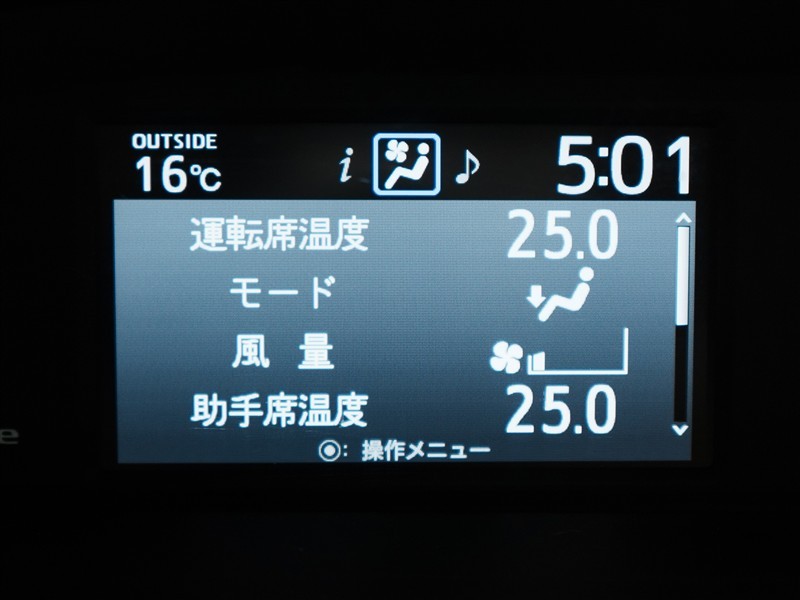 OUTSIDE
16℃
i
5:01
運転席温度 25.0
モード
風量
助手席温度 25.0
: 操作メニュー